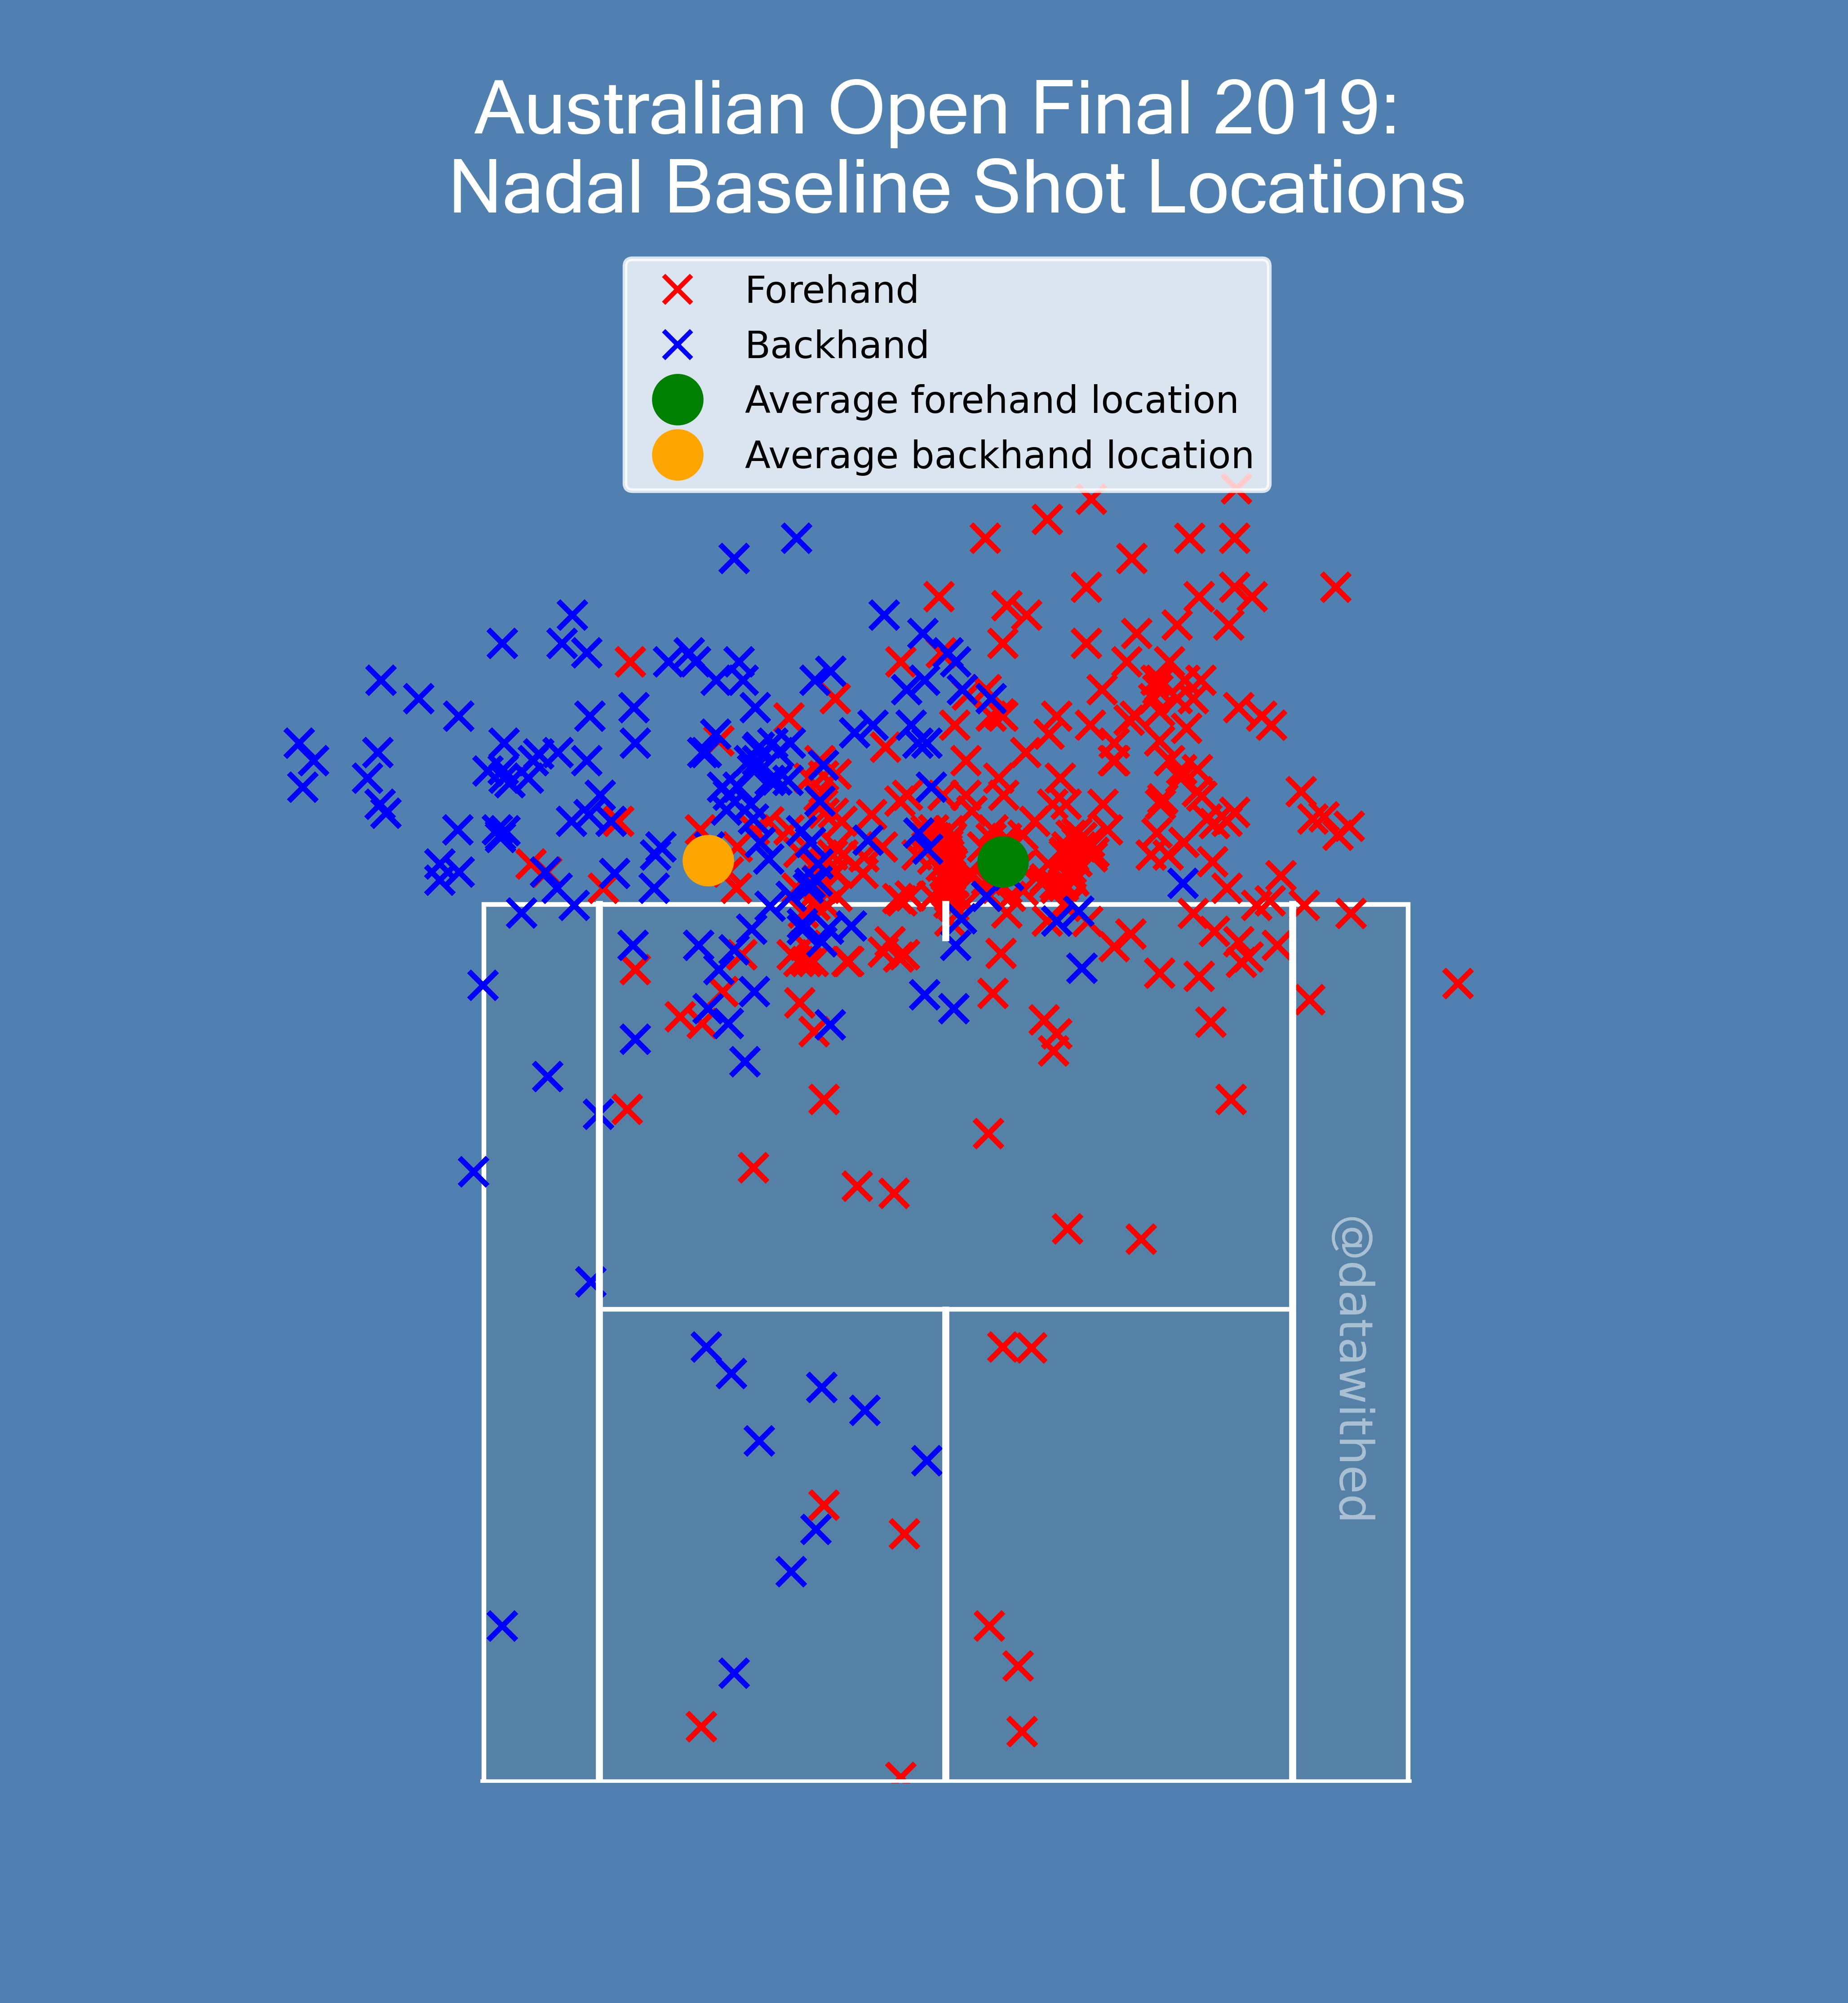 Australian Open Final 2019:
Nadal Baseline Shot Locations
Forehand
Backhand
Average forehand location
Average backhand location
@datawithed